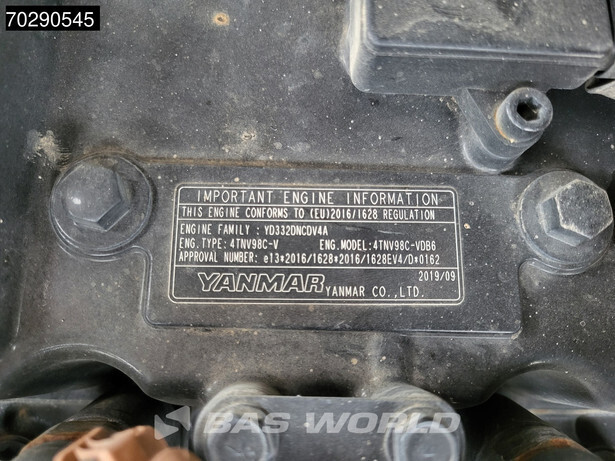 70290545
IMPORTANT ENGINE INFORMATION
THIS ENGINE CONFORMS TO (EU)2016/1628 REGULATION
ENGINE FAMILY : YD332DNCDV4A
ENG.TYPE:4TNV98C-V ENG.MODEL:4TNV98C-VDB6
APPROVAL NUMBER: e13*2016/1628*2016/1628EV4/D*0162
2019/09
YANMAR YANMAR CO.,LTD.
BAS WORLD